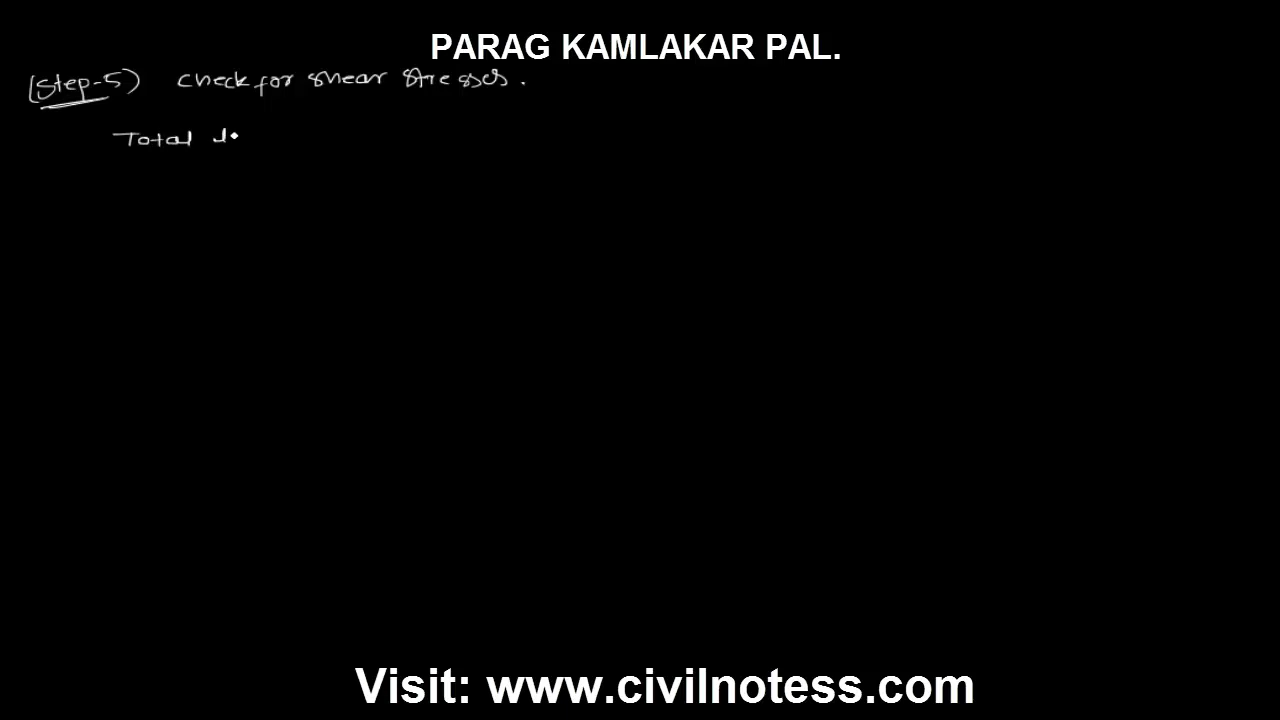 PARAG KAMLAKAR PAL.
(Step-5) Check for shear stresses.
Total
Visit: www.civilnotess.com